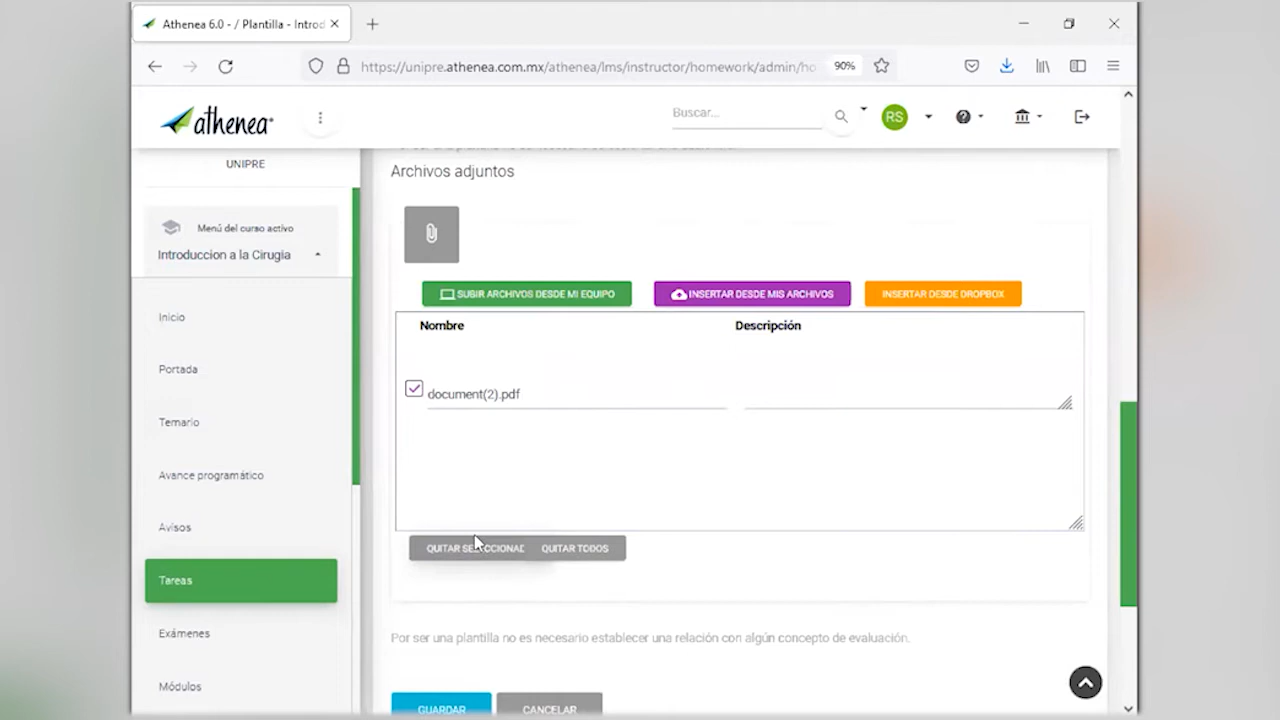 Athenea 6.0 - / Plantilla - Introd
https://unipre.athenea.com.mx/athenea/lms/instructor/homework/admin/ho
90%
athenea
Buscar...
RS
UNIPRE
Menú del curso activo
Introduccion a la Cirugia
Inicio
Portada
Temario
Avance programático
Avisos
Tareas
Exámenes
Módulos
Archivos adjuntos
SUBIR ARCHIVOS DESDE MI EQUIPO
INSERTAR DESDE MIS ARCHIVOS
INSERTAR DESDE DROPBOX
Nombre
Descripción
document(2).pdf
QUITAR
QUITAR TODOS
Por ser una plantilla no es necesario establecer una relación con algún concepto de evaluación.
GUARDAR
CANCELAR